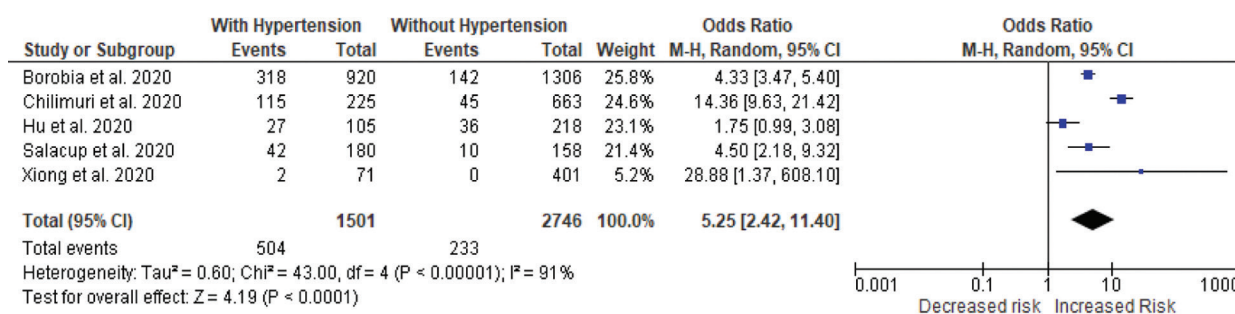 With Hypertension Without Hypertension Odds Ratio Odds Ratio
Study or Subgroup Events Total Events Total Weight M-H, Random, 95% CI M-H, Random, 95% CI
Borobia et al. 2020 318 920 142 1306 25.8% 4.33 [3.47, 5.40]
Chilimuri et al. 2020 115 225 45 663 24.6% 14.36 [9.63, 21.42]
Hu et al. 2020 27 105 36 218 23.1% 1.75 [0.99, 3.08]
Salacup et al. 2020 42 180 10 158 21.4% 4.50 [2.18, 9.32]
Xiong et al. 2020 2 71 0 401 5.2% 28.88 [1.37, 608.10]
Total (95% CI) 1501 2746 100.0% 5.25 [2.42, 11.40]
Total events 504 233
Heterogeneity: Tau² = 0.60; Chi² = 43.00, df = 4 (P < 0.00001); I² = 91%
Test for overall effect: Z = 4.19 (P < 0.0001)
0.001 0.1 1 10 1000
Decreased risk Increased Risk